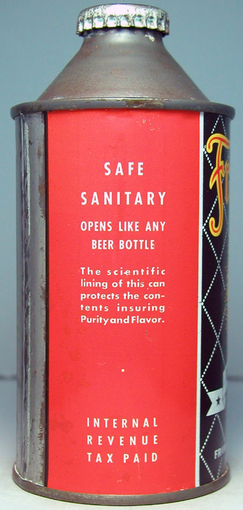 SAFE
SANITARY
OPENS LIKE ANY
BEER BOTTLE
The scientific
lining of this can
protects the con-
tents insuring
Purity and Flavor.
INTERNAL
REVENUE
TAX PAID